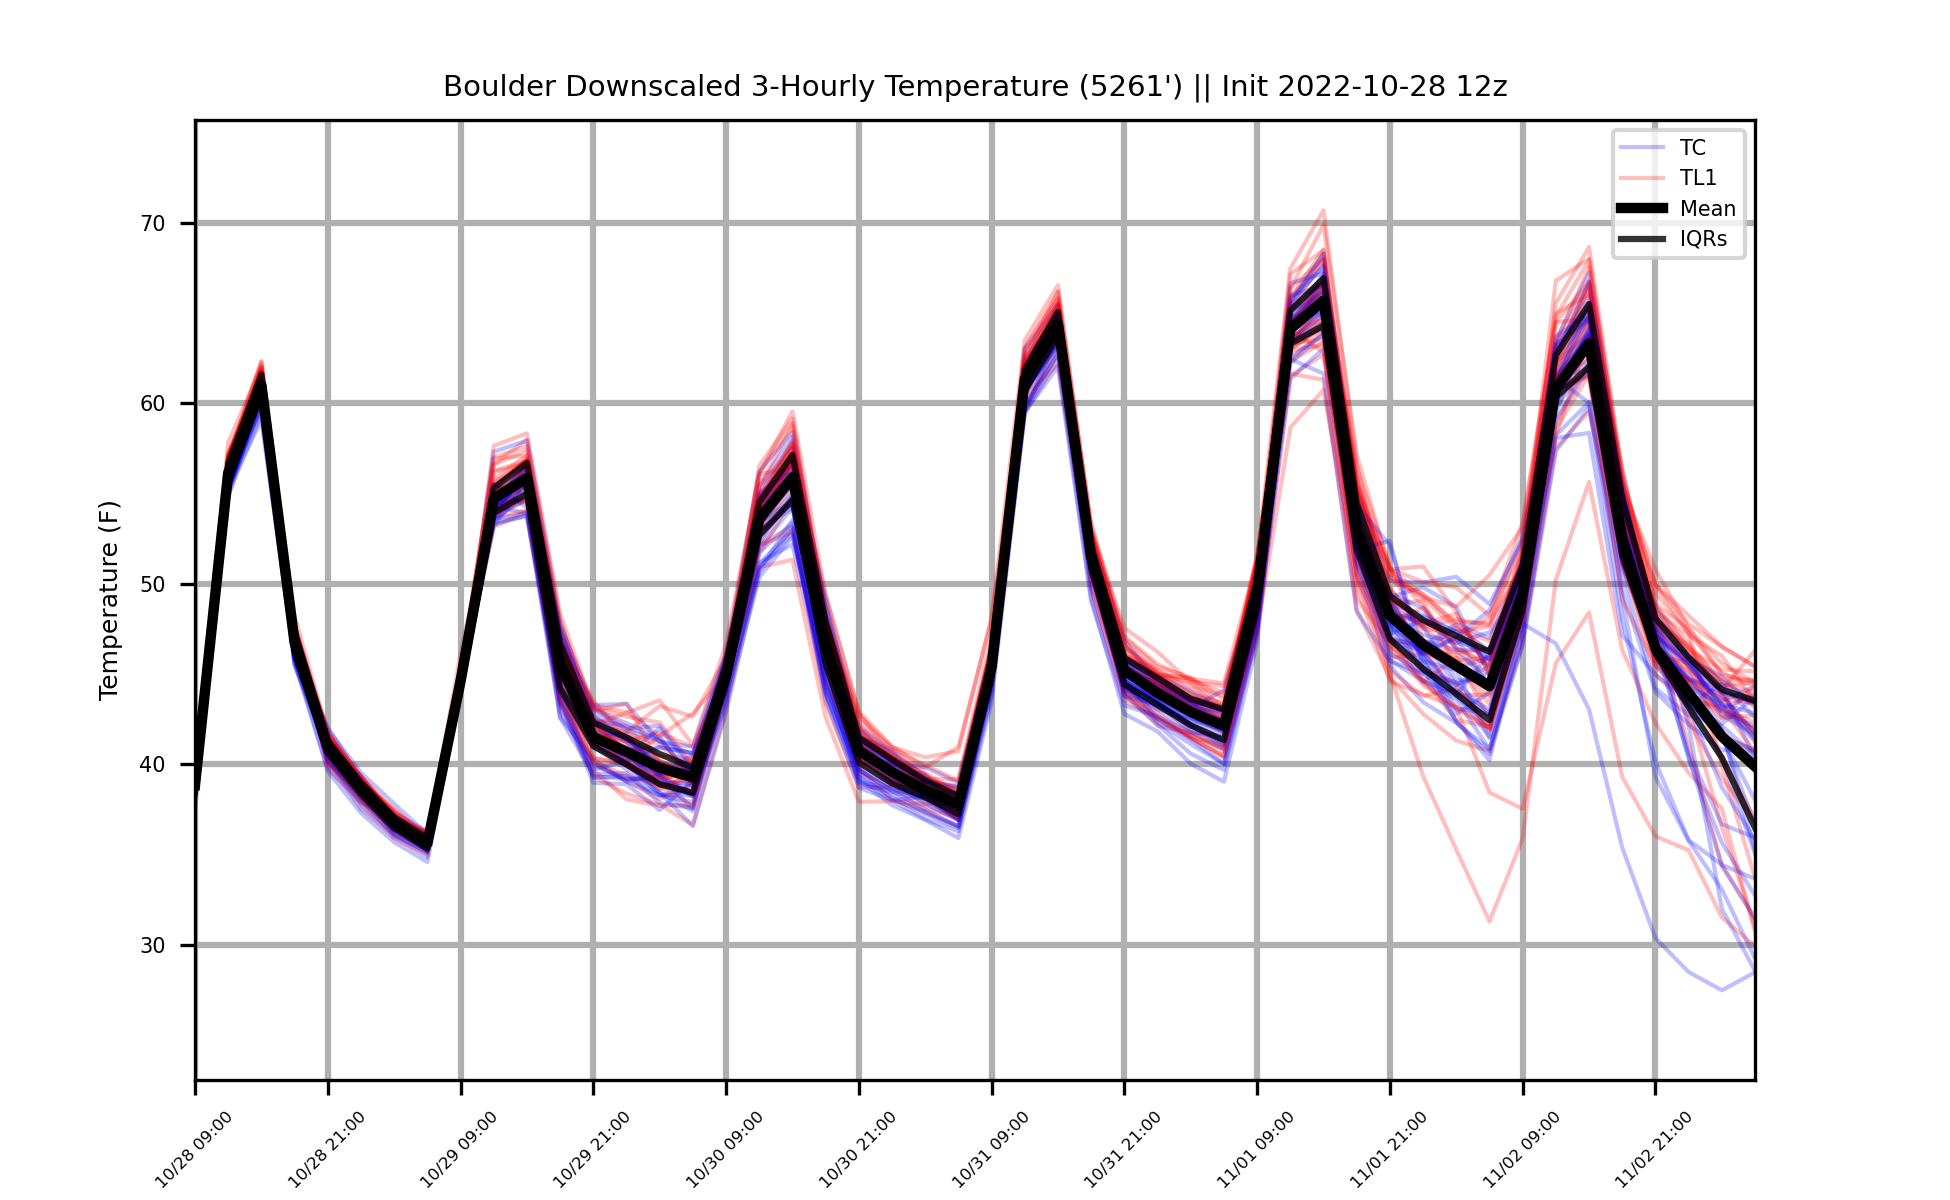 Boulder Downscaled 3-Hourly Temperature (5261') || Init 2022-10-28 12z
TC
TL1
Mean
IQRs
Temperature (F)
70
60
50
40
30
10/28 09:00
10/28 21:00
10/29 09:00
10/29 21:00
10/30 09:00
10/30 21:00
10/31 09:00
10/31 21:00
11/01 09:00
11/01 21:00
11/02 09:00
11/02 21:00